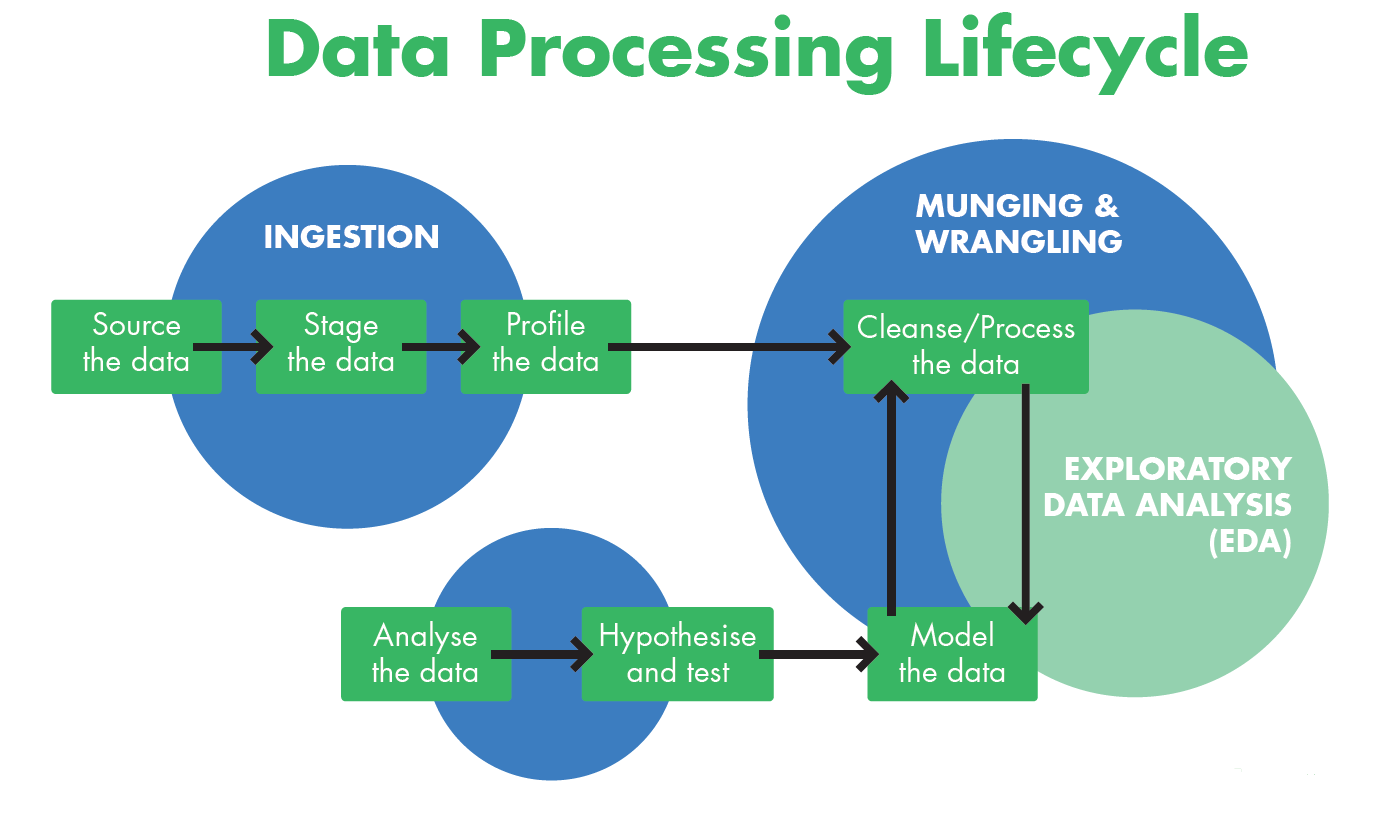 Data Processing Lifecycle
INGESTION
MUNGING &
WRANGLING
Source
the data
Stage
the data
Profile
the data
Cleanse/Process
the data
EXPLORATORY
DATA ANALYSIS
(EDA)
Analyse
the data
Hypothesise
and test
Model
the data